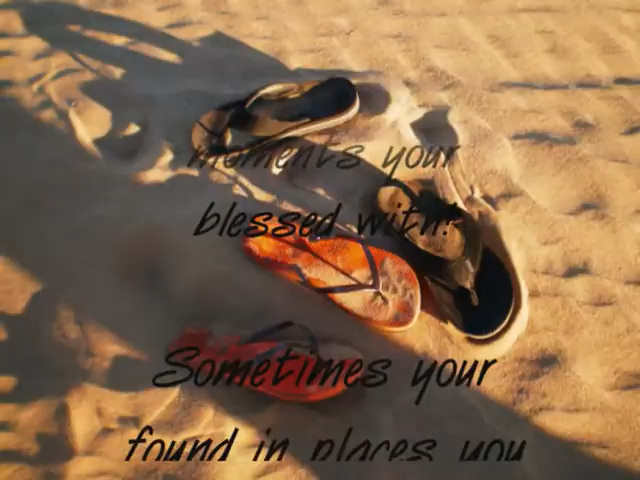 moments your
blessed with!
Sometimes your
found in places you